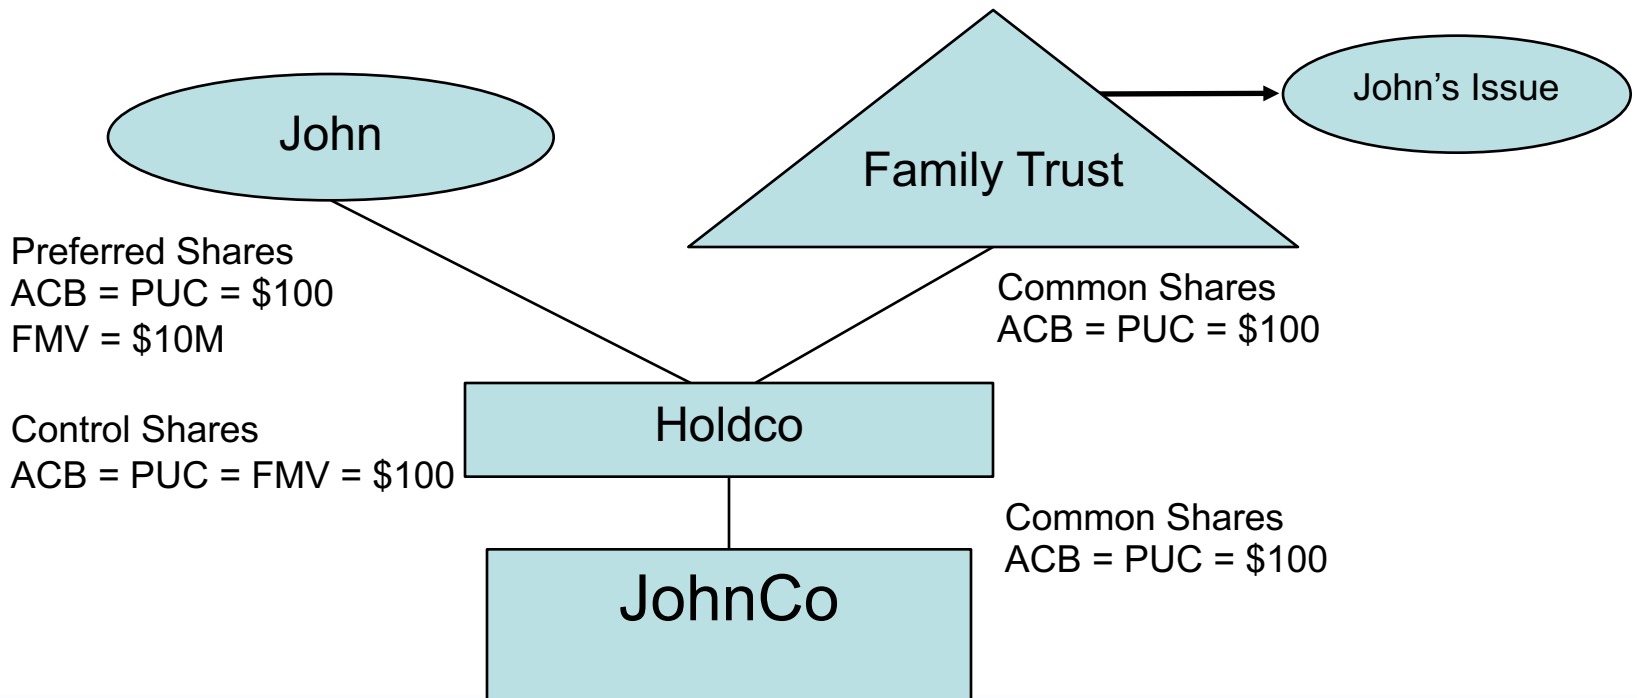 John
Family Trust
John’s Issue
Preferred Shares
ACB = PUC = $100
FMV = $10M
Common Shares
ACB = PUC = $100
Control Shares
ACB = PUC = FMV = $100
Holdco
Common Shares
ACB = PUC = $100
JohnCo